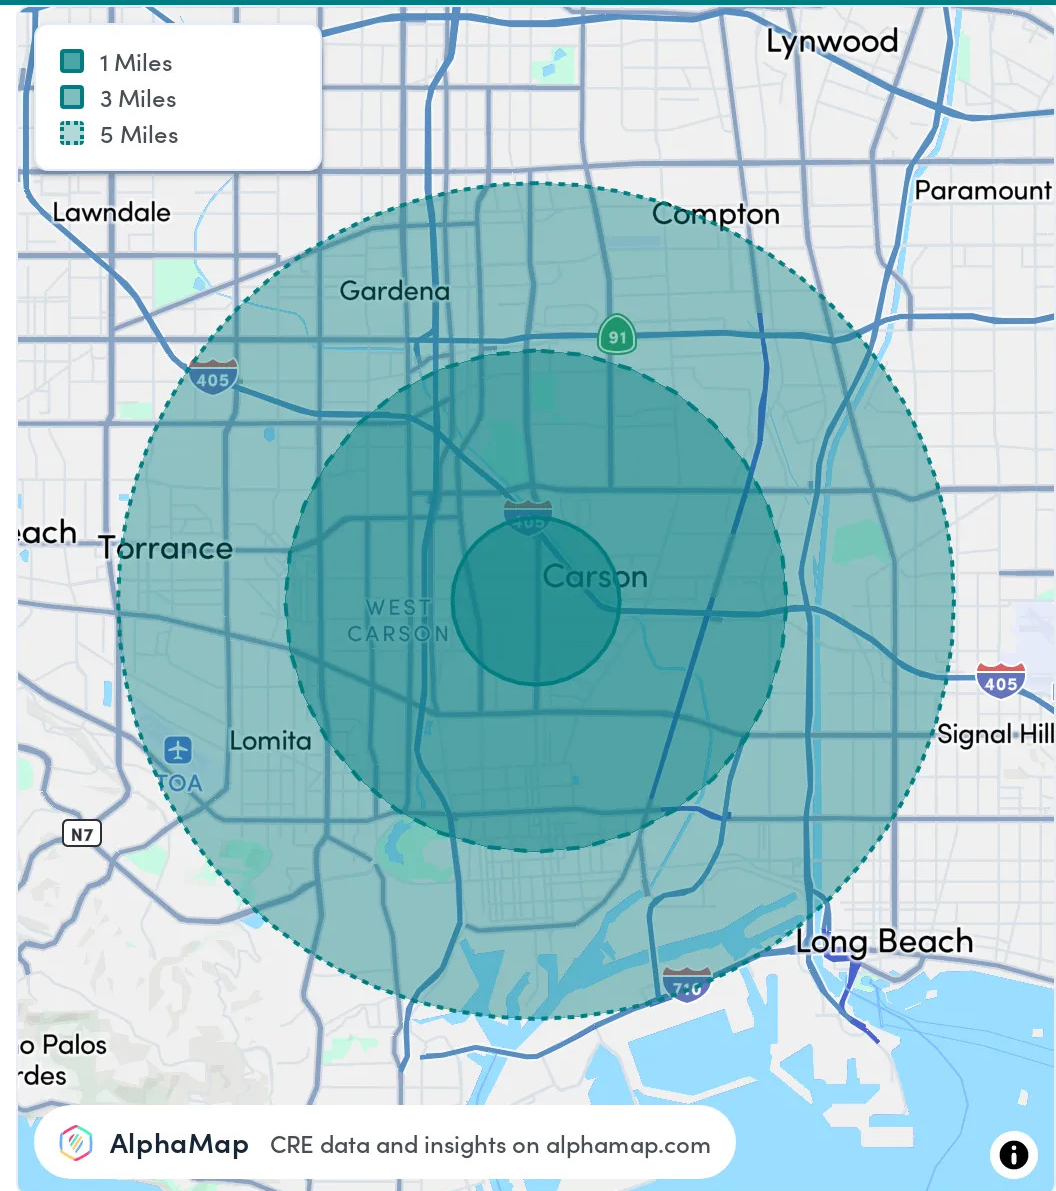 Lynwood
1 Miles
3 Miles
5 Miles
Paramount
Lawndale
Compton
Gardena
91
405
405
each
Torrance
Carson
WEST
CARSON
405
Signal Hill
Lomita
TOA
N7
Long Beach
710
o Palos
rdes
AlphaMap CRE data and insights on alphamap.com